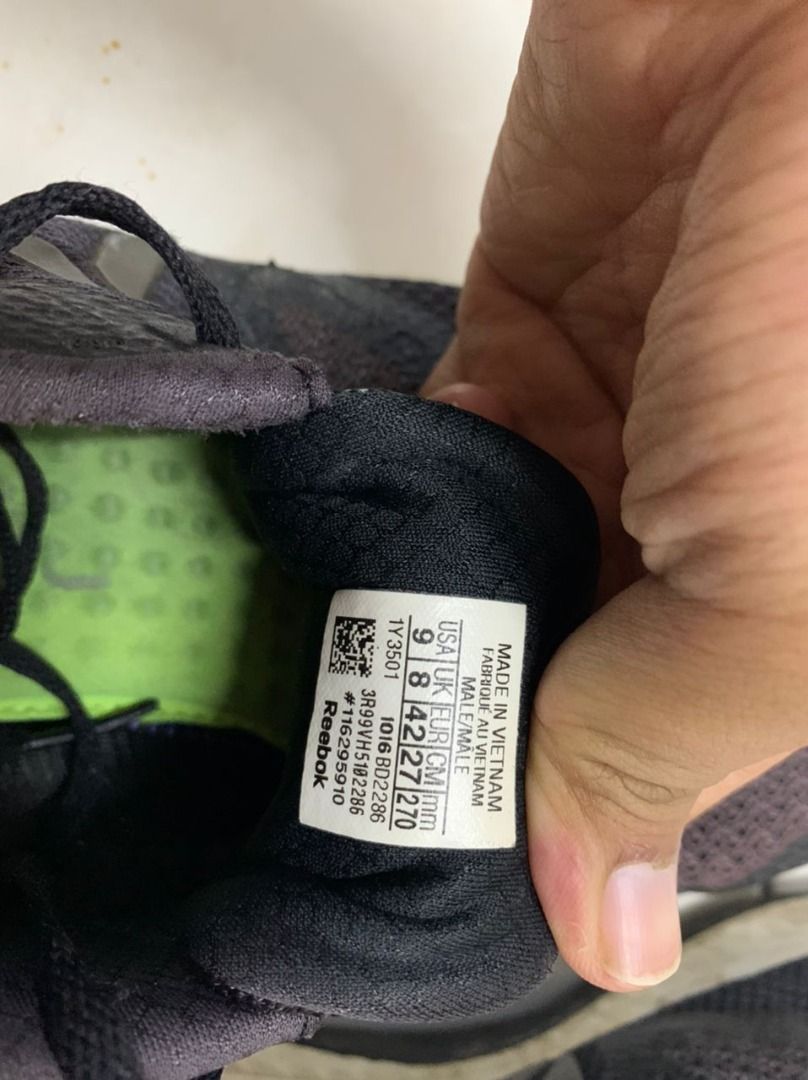 MADE IN VIETNAM
FABRIQUÉ AU VIETNAM
MALE/MÂLE
USA UK EUR CM mm
9 8 42 27 270
1Y3501 1016 BD2286
3R99VH5102286
#116295910
Reebok